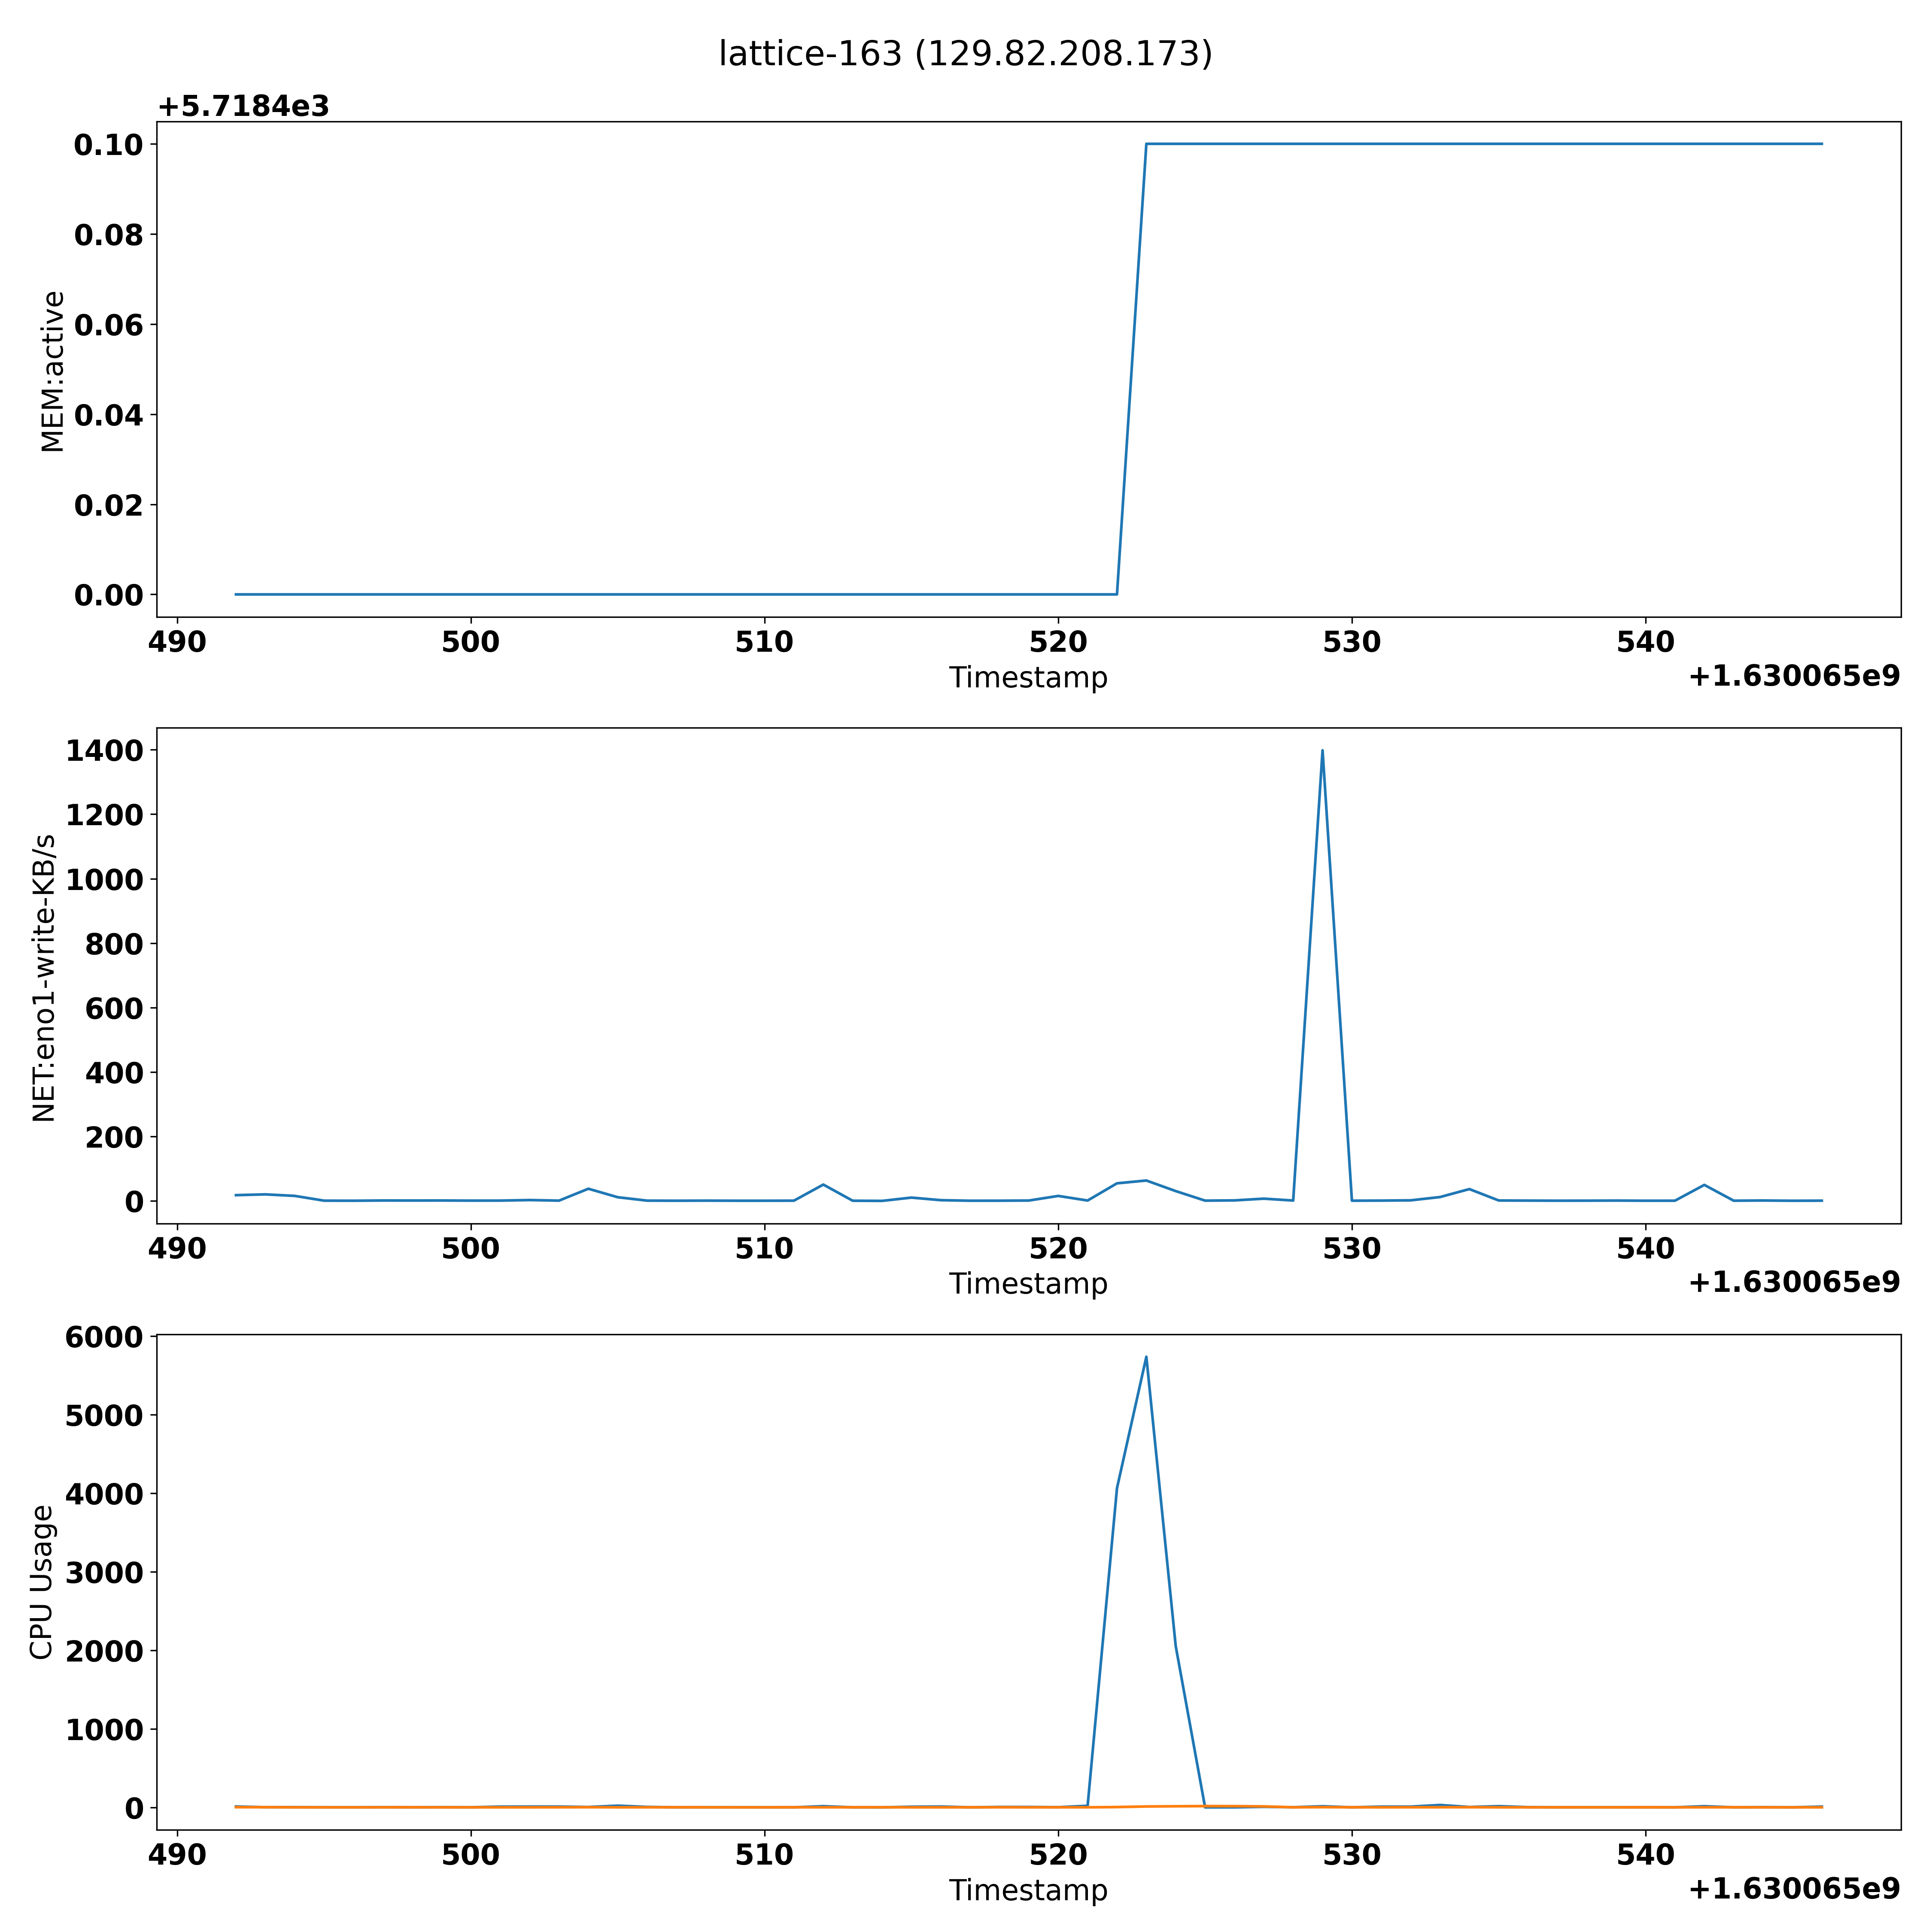 lattice-163 (129.82.208.173)
+5.7184e3
0.10
0.08
0.06
0.04
0.02
0.00
MEM:active
490 500 510 520 530 540
Timestamp
+1.630065e9
1400
1200
1000
800
600
400
200
0
NET:eno1-write-KB/s
490 500 510 520 530 540
Timestamp
+1.630065e9
6000
5000
4000
3000
2000
1000
0
CPU Usage
490 500 510 520 530 540
Timestamp
+1.630065e9